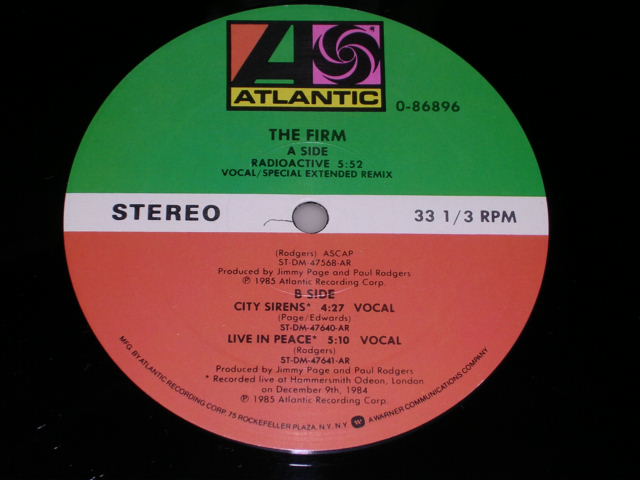 ATLANTIC
0-86896
THE FIRM
A SIDE
RADIOACTIVE 5:52
VOCAL/SPECIAL EXTENDED REMIX
STEREO 33 1/3 RPM
(Rodgers) ASCAP
ST-DM-47568-AR
Produced by Jimmy Page and Paul Rodgers
℗ 1985 Atlantic Recording Corp.
B SIDE
CITY SIRENS* 4:27 VOCAL
(Page/Edwards)
ST-DM-47640-AR
LIVE IN PEACE* 5:10 VOCAL
(Rodgers)
ST-DM-47641-AR
Produced by Jimmy Page and Paul Rodgers
* Recorded live at Hammersmith Odeon, London
on December 9th, 1984
℗ 1985 Atlantic Recording Corp.
MFG. BY ATLANTIC RECORDING CORP. 75 ROCKEFELLER PLAZA, N.Y. N.Y. A WARNER COMMUNICATIONS COMPANY